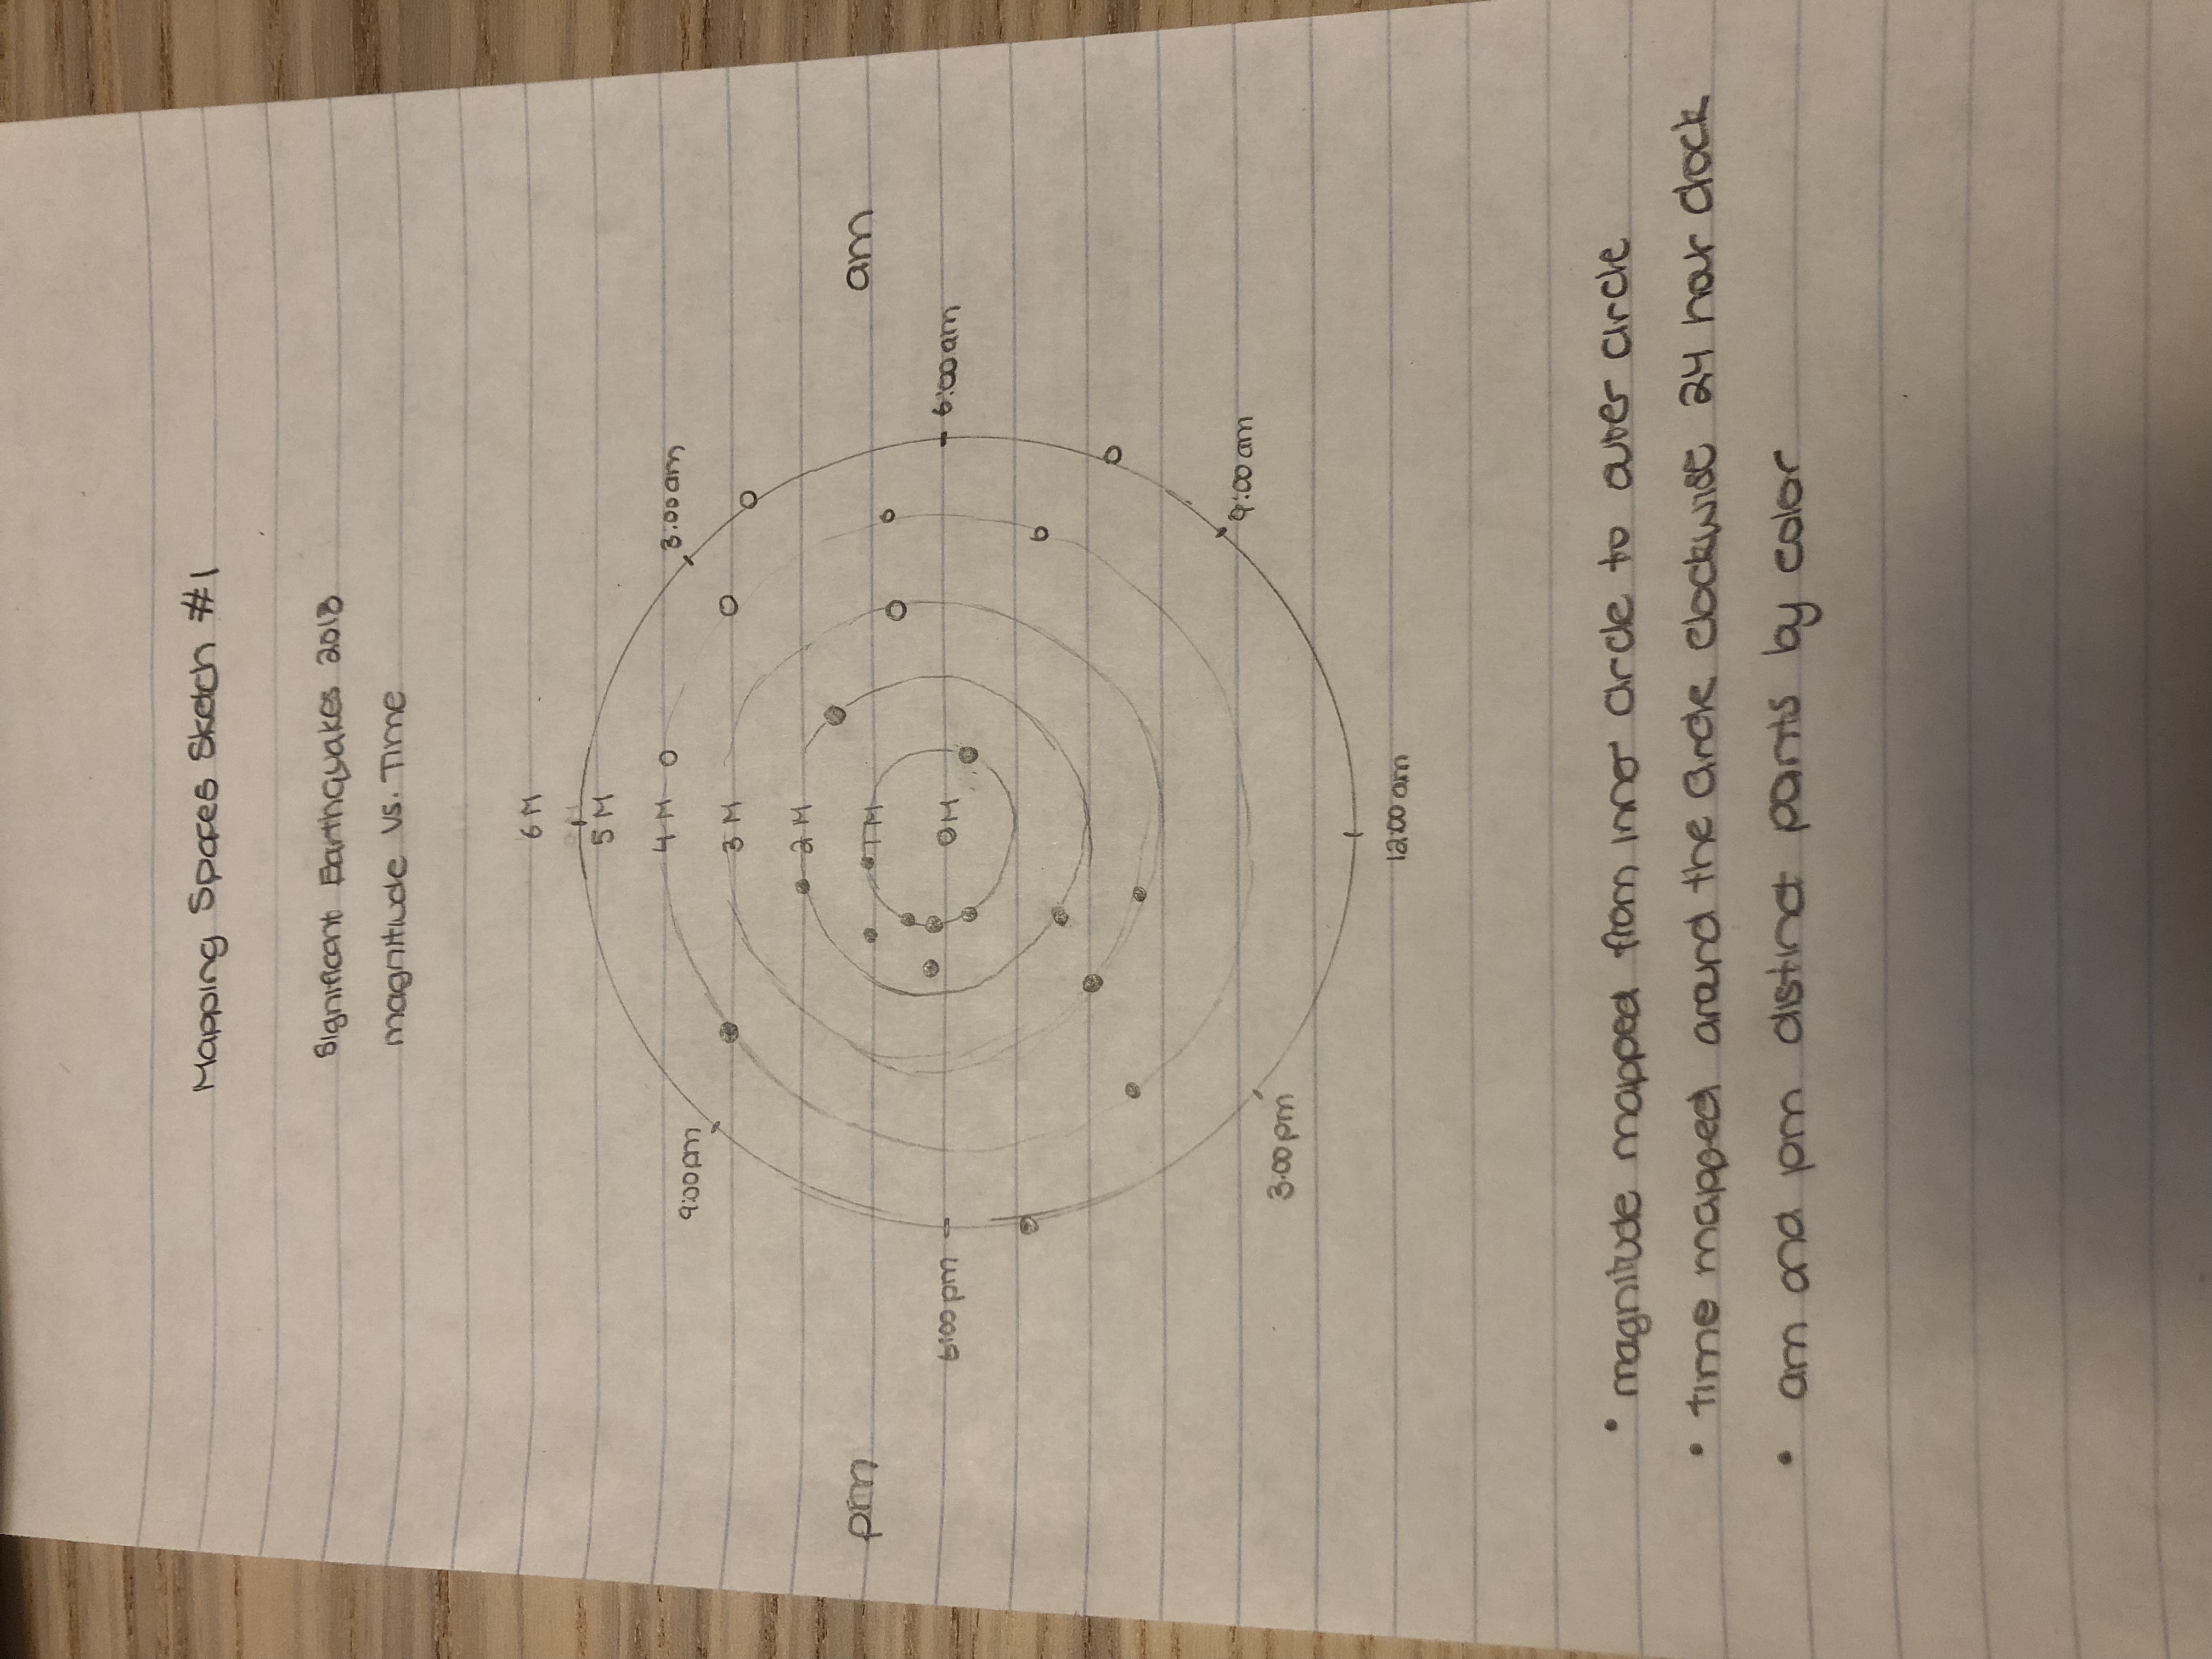 Mapping Spaces Sketch #1
Significant Earthquakes 2018
magnitude vs. Time
6 M
5 M
4 M
3:00 am
9:00 pm
3 M
2 M
pm
am
1 M
6:00 pm
0 M
6:00 am
9:00 am
3:00 pm
12:00 am
• magnitude mapped from inner circle to outer circle
• time mapped around the circle clockwise 24 hour clock
• am and pm distinct points by color